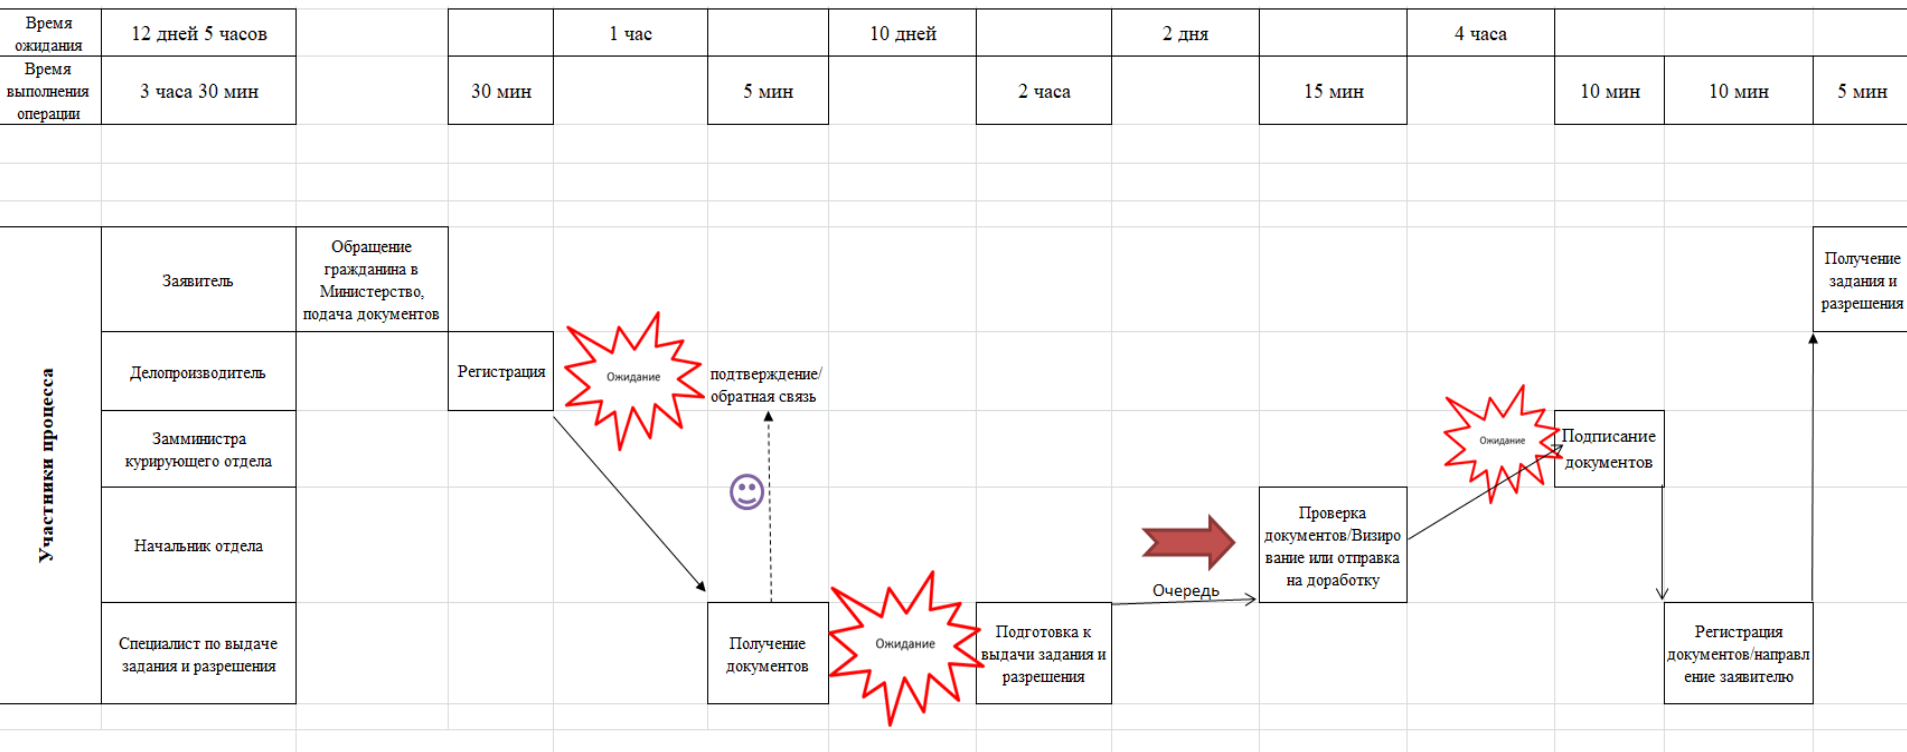 Время
ожидания
12 дней 5 часов
1 час
10 дней
2 дня
4 часа
Время
выполнения
операции
3 часа 30 мин
30 мин
5 мин
2 часа
15 мин
10 мин
10 мин
5 мин
Участники процесса
Заявитель
Обращение
гражданина в
Министерство,
подача документов
Получение
задания и
разрешения
Делопроизводитель
Регистрация
Ожидание
подтверждение/
обратная связь
Замминистра
курирующего отдела
Ожидание
Подписание
документов
Начальник отдела
Проверка
документов/Визиро
вание или отправка
на доработку
Очередь
Специалист по выдаче
задания и разрешения
Получение
документов
Ожидание
Подготовка к
выдачи задания и
разрешения
Регистрация
документов/направл
ение заявителю